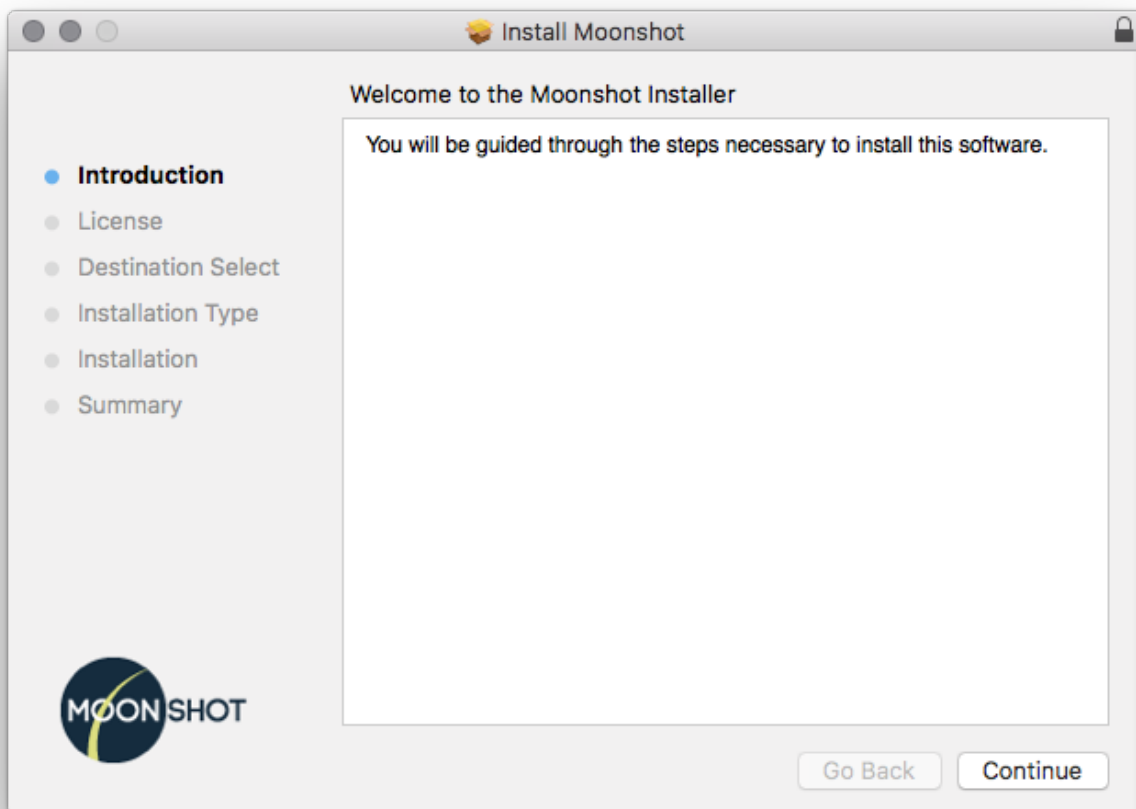 Install Moonshot
Welcome to the Moonshot Installer
You will be guided through the steps necessary to install this software.
Introduction
License
Destination Select
Installation Type
Installation
Summary
MOONSHOT
Go Back
Continue